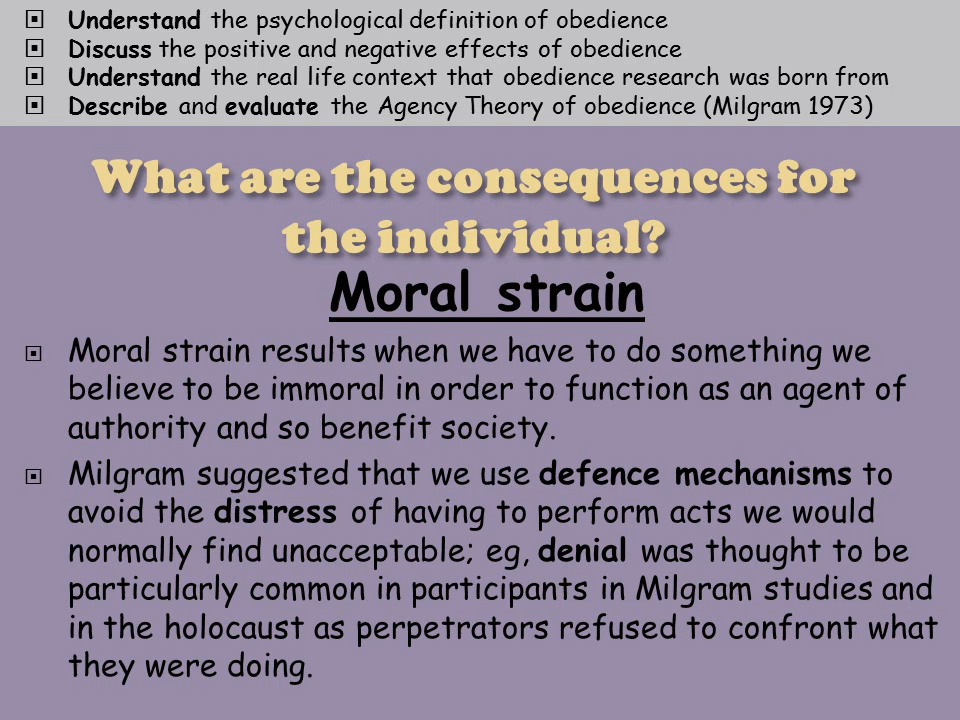 Understand the psychological definition of obedience
Discuss the positive and negative effects of obedience
Understand the real life context that obedience research was born from
Describe and evaluate the Agency Theory of obedience (Milgram 1973)
What are the consequences for
the individual?
Moral strain
Moral strain results when we have to do something we
believe to be immoral in order to function as an agent of
authority and so benefit society.
Milgram suggested that we use defence mechanisms to
avoid the distress of having to perform acts we would
normally find unacceptable; eg, denial was thought to be
particularly common in participants in Milgram studies and
in the holocaust as perpetrators refused to confront what
they were doing.